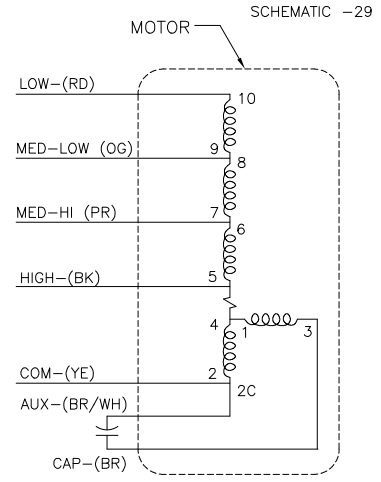 SCHEMATIC -29
MOTOR
LOW-(RD)
10
MED-LOW (OG)
9
8
MED-HI (PR)
7
6
HIGH-(BK)
5
4
1
3
COM-(YE)
2
2C
AUX-(BR/WH)
CAP-(BR)